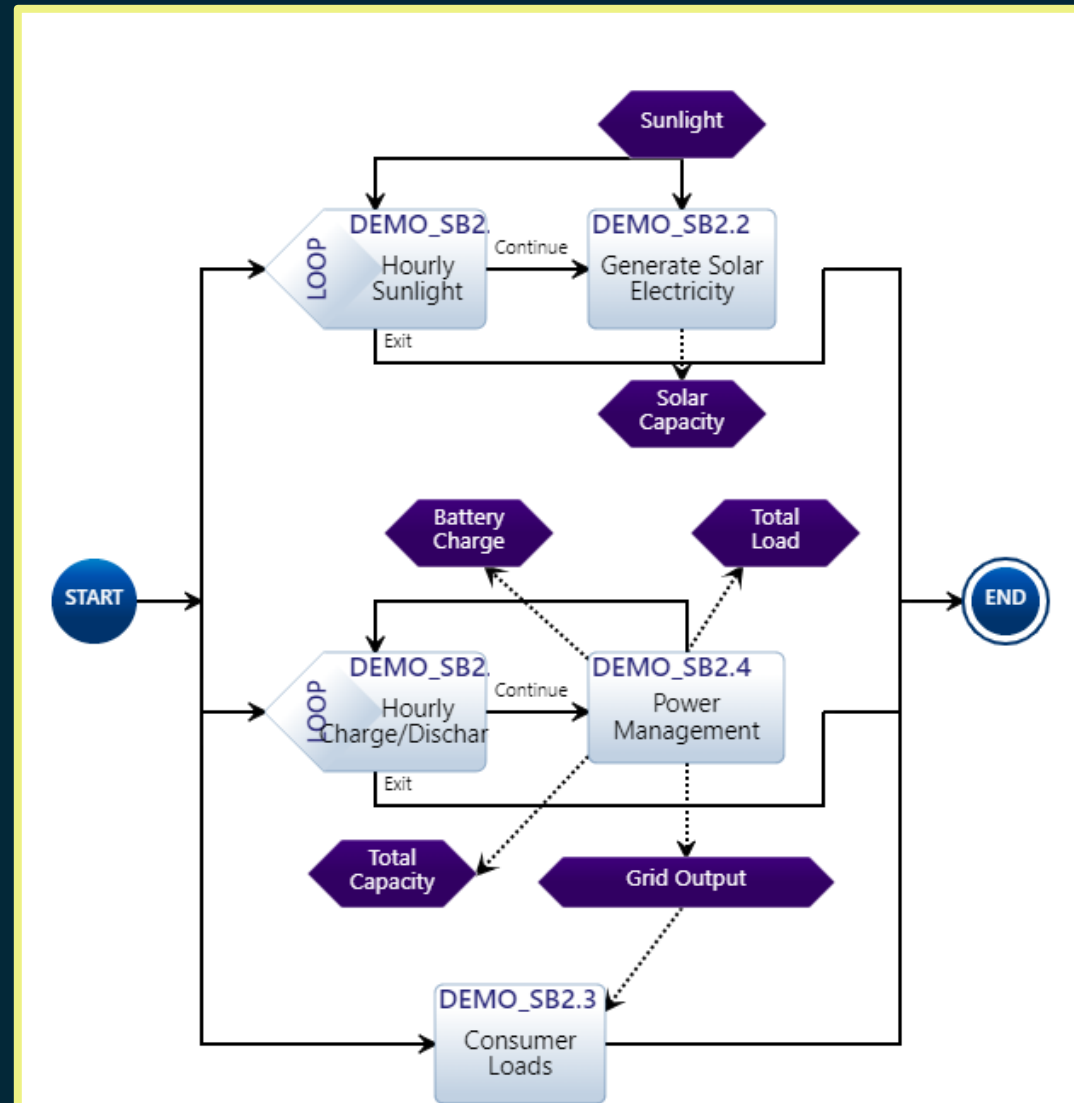 Sunlight
DEMO_SB2.
DEMO_SB2.2
LOOP
Hourly
Sunlight
Continue
Generate Solar
Electricity
Exit
Solar
Capacity
Battery
Charge
Total
Load
START
END
DEMO_SB2.
DEMO_SB2.4
LOOP
Hourly
Charge/Dischar
Continue
Power
Management
Exit
Total
Capacity
Grid Output
DEMO_SB2.3
Consumer
Loads